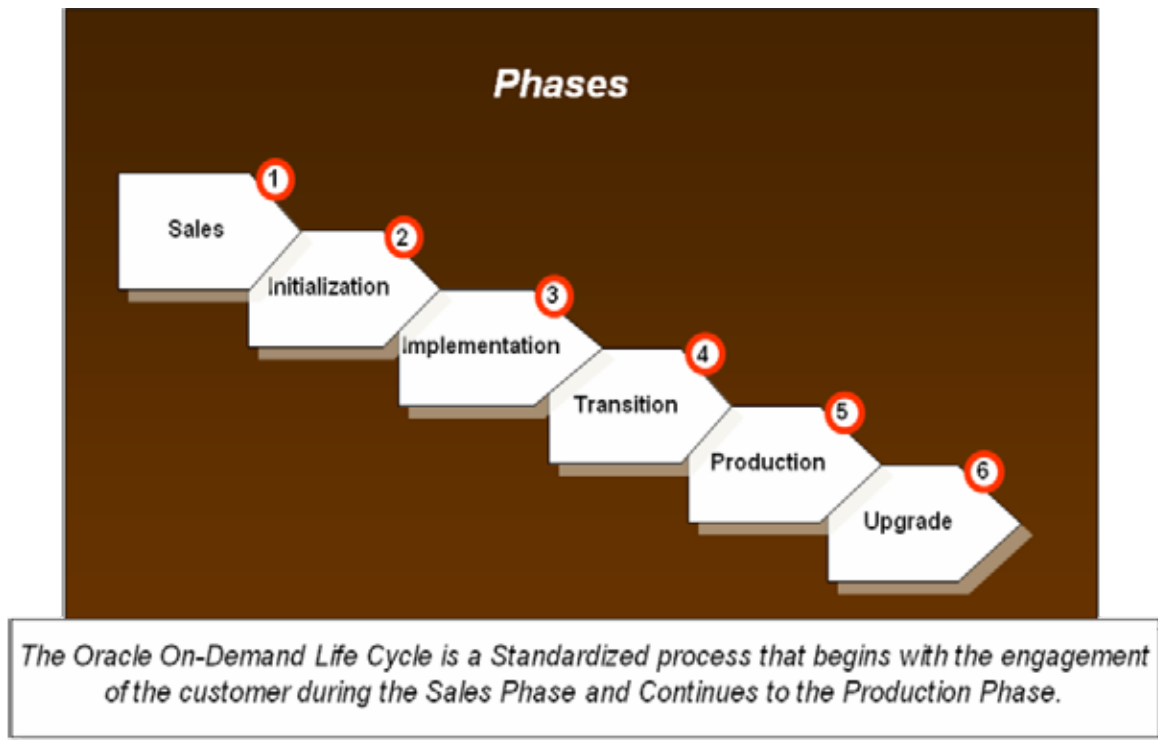 Phases
1
Sales
2
Initialization
3
Implementation
4
Transition
5
Production
6
Upgrade
The Oracle On-Demand Life Cycle is a Standardized process that begins with the engagement
of the customer during the Sales Phase and Continues to the Production Phase.